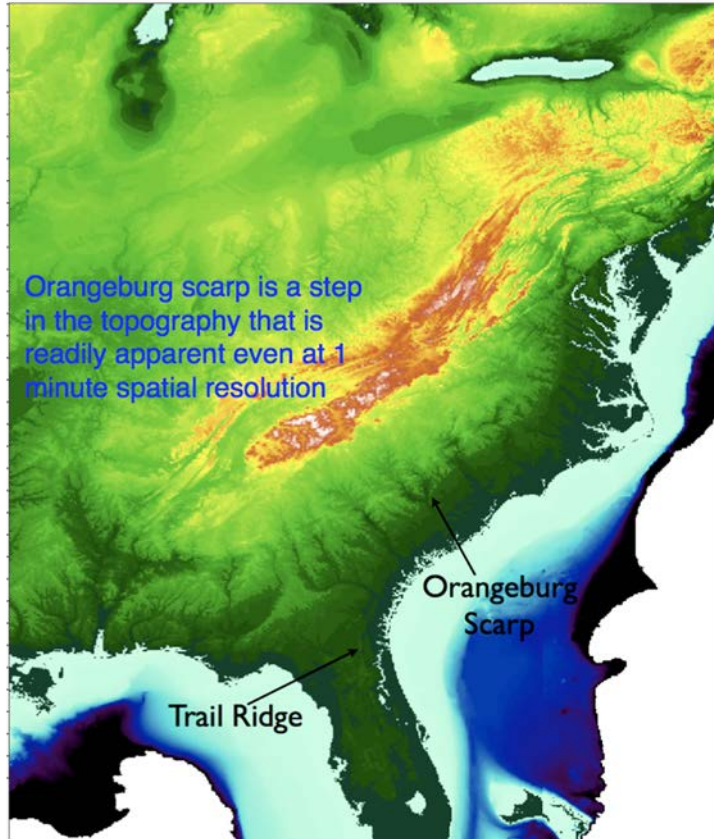 Orangeburg scarp is a step
in the topography that is
readily apparent even at 1
minute spatial resolution
Orangeburg
Scarp
Trail Ridge